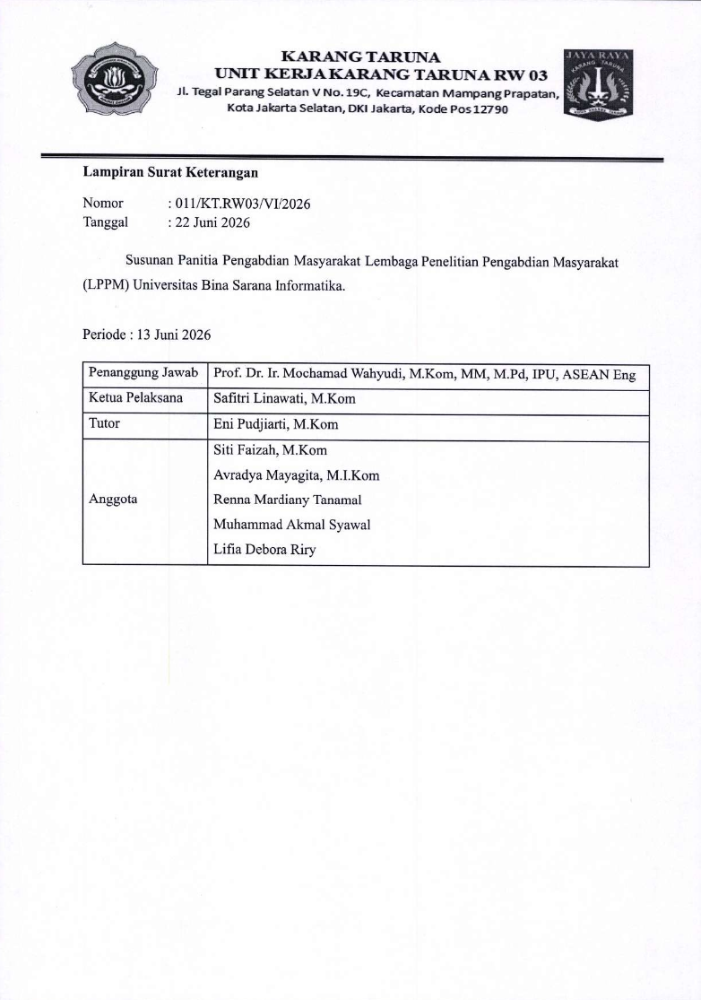 KARANG TARUNA
UNIT KERJA KARANG TARUNA RW 03
Jl. Tegal Parang Selatan V No. 19C, Kecamatan Mampang Prapatan,
Kota Jakarta Selatan, DKI Jakarta, Kode Pos 12790
JAYA RAYA
KARANG TARUNA
Lampiran Surat Keterangan
Nomor : 011/KT.RW03/VI/2026
Tanggal : 22 Juni 2026
Susunan Panitia Pengabdian Masyarakat Lembaga Penelitian Pengabdian Masyarakat
(LPPM) Universitas Bina Sarana Informatika.
Periode : 13 Juni 2026
Penanggung Jawab Prof. Dr. Ir. Mochamad Wahyudi, M.Kom, MM, M.Pd, IPU, ASEAN Eng
Ketua Pelaksana Safitri Linawati, M.Kom
Tutor Eni Pudjiarti, M.Kom
Anggota
Siti Faizah, M.Kom
Avradya Mayagita, M.I.Kom
Renna Mardiany Tanamal
Muhammad Akmal Syawal
Lifia Debora Riry